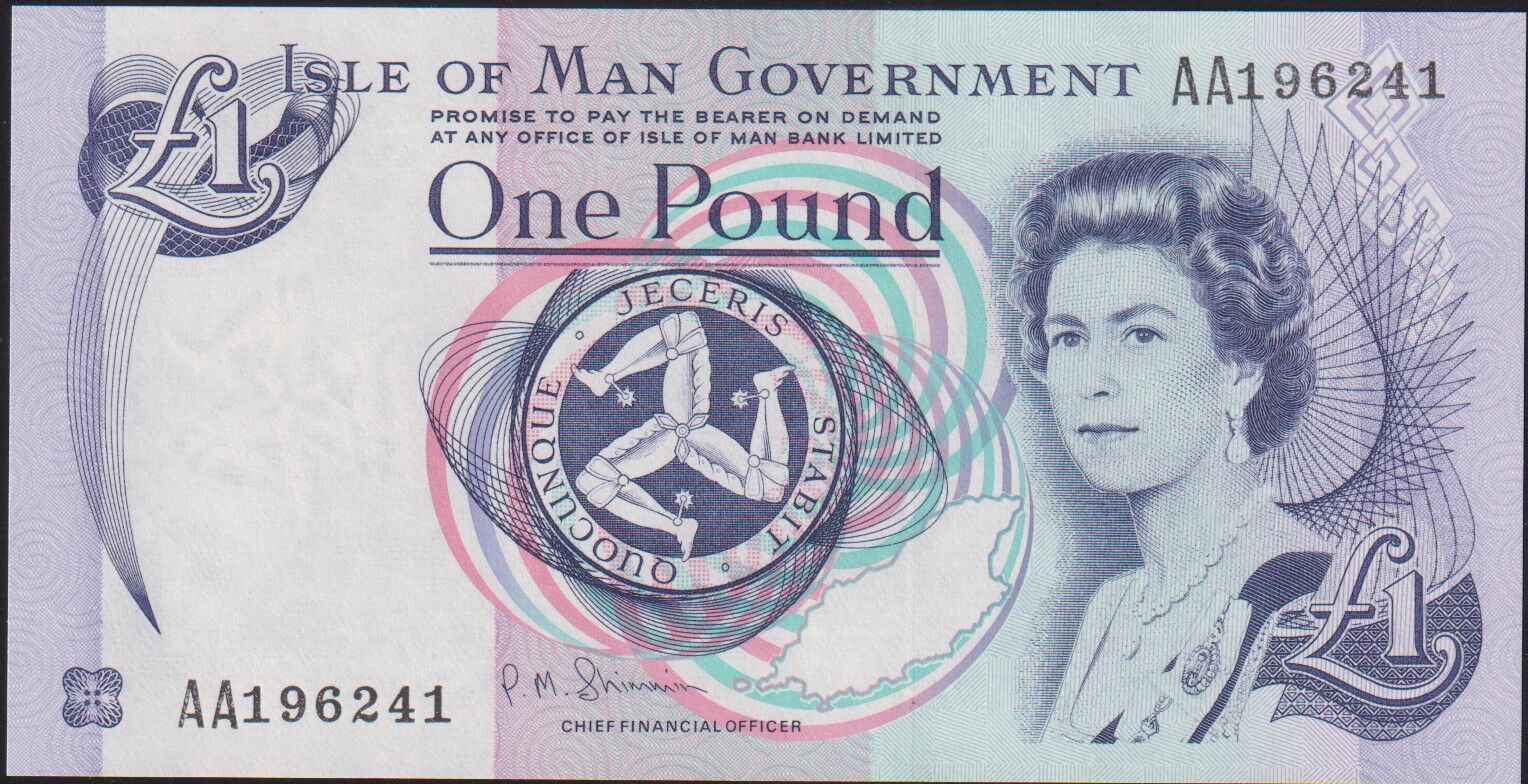 £1
ISLE OF MAN GOVERNMENT
AA196241
PROMISE TO PAY THE BEARER ON DEMAND
AT ANY OFFICE OF ISLE OF MAN BANK LIMITED
One Pound
QUOCUNQUE · JECERIS · STABIT
P. M. Shimmin
CHIEF FINANCIAL OFFICER
AA196241
£1